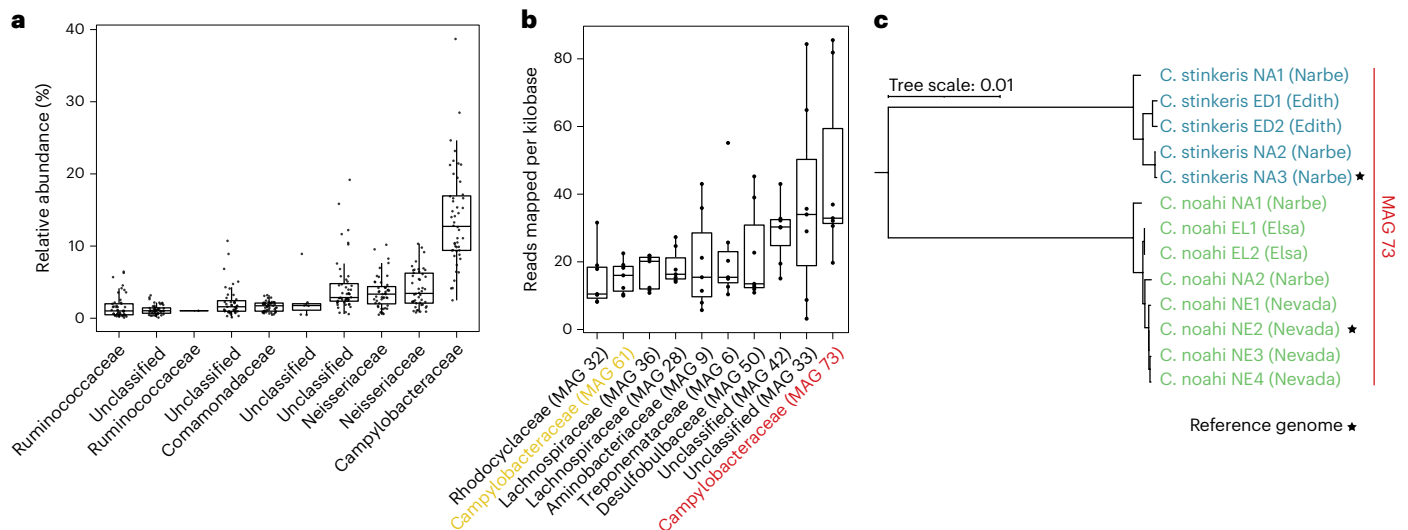 a
40
30
20
10
0
Relative abundance (%)
Ruminococcaceae
Unclassified
Ruminococcaceae
Unclassified
Comamonadaceae
Unclassified
Unclassified
Neisseriaceae
Neisseriaceae
Campylobacteraceae
b
80
60
40
20
0
Reads mapped per kilobase
Rhodocyclaceae (MAG 32)
Campylobacteraceae (MAG 61)
Lachnospiraceae (MAG 36)
Lachnospiraceae (MAG 28)
Aminobacteriaceae (MAG 9)
Treponemataceae (MAG 6)
Desulfobulbaceae (MAG 50)
Unclassified (MAG 42)
Unclassified (MAG 33)
Campylobacteraceae (MAG 73)
c
Tree scale: 0.01
C. stinkeris NA1 (Narbe)
C. stinkeris ED1 (Edith)
C. stinkeris ED2 (Edith)
C. stinkeris NA2 (Narbe)
C. stinkeris NA3 (Narbe) ★
C. noahi NA1 (Narbe)
C. noahi EL1 (Elsa)
C. noahi EL2 (Elsa)
C. noahi NA2 (Narbe)
C. noahi NE1 (Nevada)
C. noahi NE2 (Nevada) ★
C. noahi NE3 (Nevada)
C. noahi NE4 (Nevada)
MAG 73
Reference genome ★